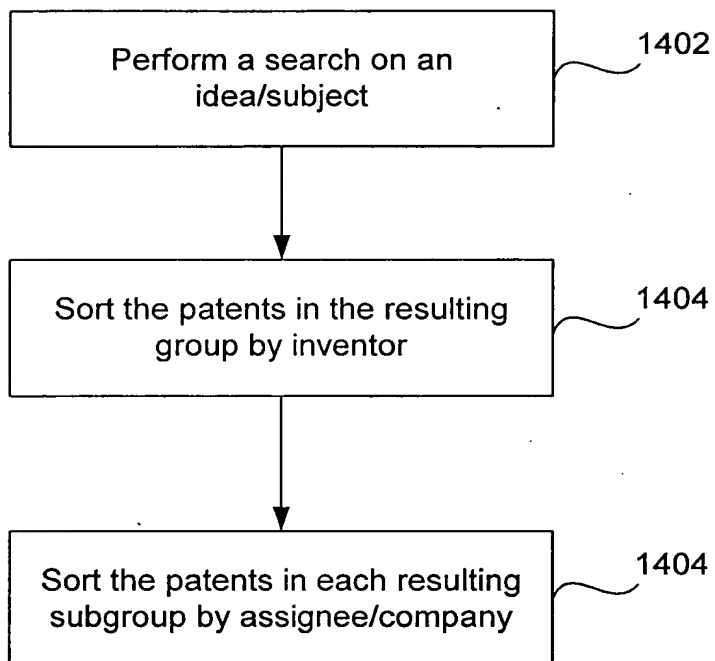 Perform a search on an
idea/subject
1402
Sort the patents in the resulting
group by inventor
1404
Sort the patents in each resulting
subgroup by assignee/company
1404